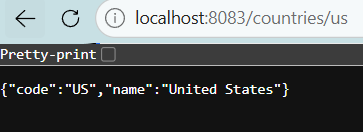 localhost:8083/countries/us
Pretty-print
{"code":"US","name":"United States"}